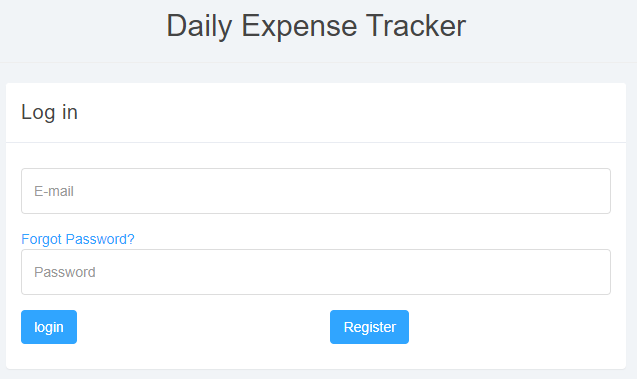 Daily Expense Tracker
Log in
E-mail
Forgot Password?
Password
login Register